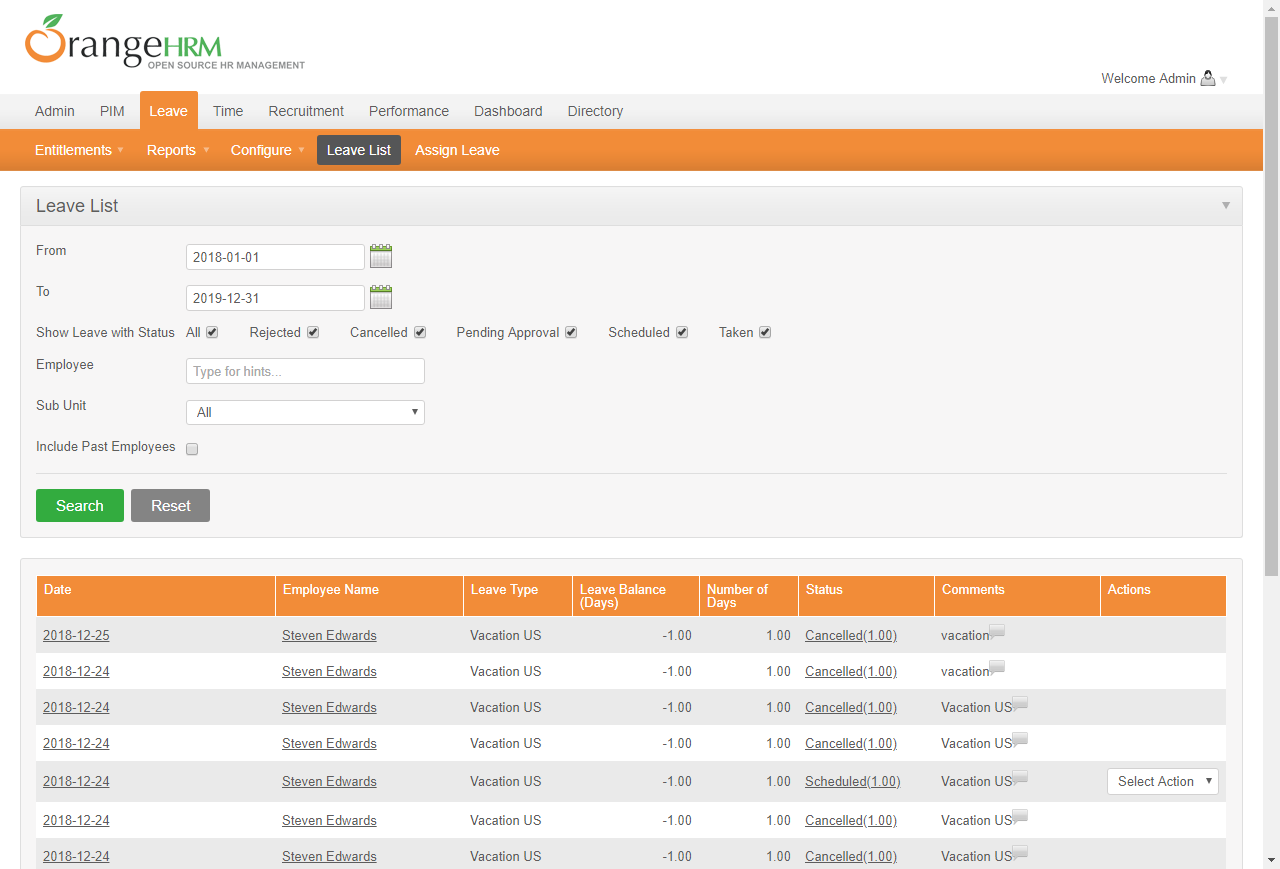 OrangeHRM
OPEN SOURCE HR MANAGEMENT
Welcome Admin
Admin PIM Leave Time Recruitment Performance Dashboard Directory
Entitlements Reports Configure Leave List Assign Leave
Leave List
From 2018-01-01
To 2019-12-31
Show Leave with Status All Rejected Cancelled Pending Approval Scheduled Taken
Employee Type for hints...
Sub Unit All
Include Past Employees
Search Reset
Date Employee Name Leave Type Leave Balance (Days) Number of Days Status Comments Actions
2018-12-25 Steven Edwards Vacation US -1.00 1.00 Cancelled(1.00) vacation
2018-12-24 Steven Edwards Vacation US -1.00 1.00 Cancelled(1.00) vacation
2018-12-24 Steven Edwards Vacation US -1.00 1.00 Cancelled(1.00) Vacation US
2018-12-24 Steven Edwards Vacation US -1.00 1.00 Cancelled(1.00) Vacation US
2018-12-24 Steven Edwards Vacation US -1.00 1.00 Scheduled(1.00) Vacation US Select Action
2018-12-24 Steven Edwards Vacation US -1.00 1.00 Cancelled(1.00) Vacation US
2018-12-24 Steven Edwards Vacation US -1.00 1.00 Cancelled(1.00) Vacation US